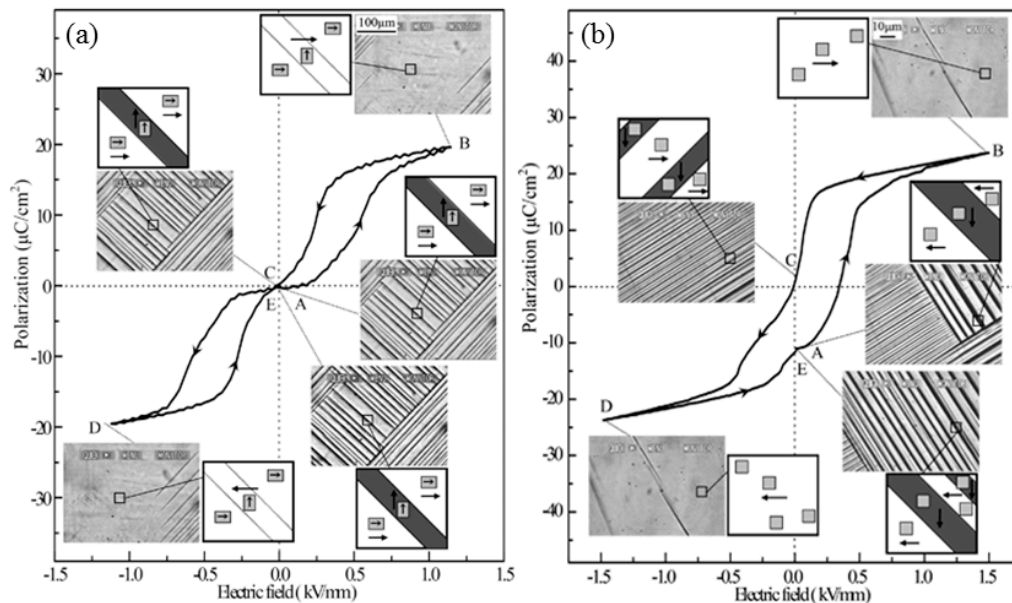 (a)
100μm
B
30
20
10
0
-10
-20
-30
Polarization (μC/cm²)
C
E
A
D
-1.5
-1.0
-0.5
0.0
0.5
1.0
1.5
Electric field ( kV/mm)
(b)
10μm
B
40
30
20
10
0
-10
-20
-30
-40
Polarization (μC/cm²)
C
A
E
D
-1.5
-1.0
-0.5
0.0
0.5
1.0
1.5
Electric field ( kV/mm)